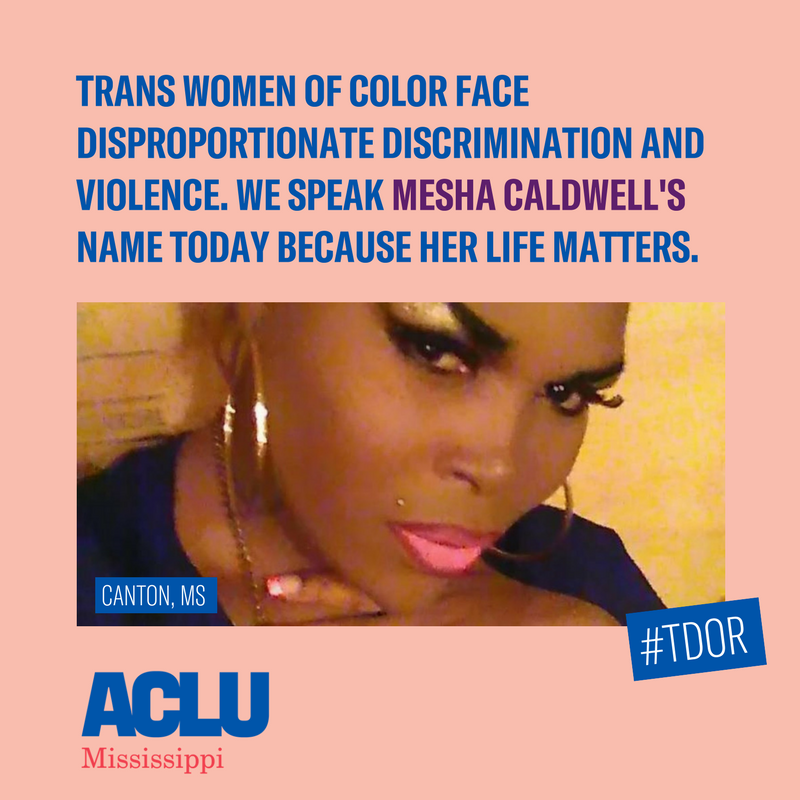 TRANS WOMEN OF COLOR FACE
DISPROPORTIONATE DISCRIMINATION AND
VIOLENCE. WE SPEAK MESHA CALDWELL'S
NAME TODAY BECAUSE HER LIFE MATTERS.
CANTON, MS
#TDOR
ACLU
Mississippi